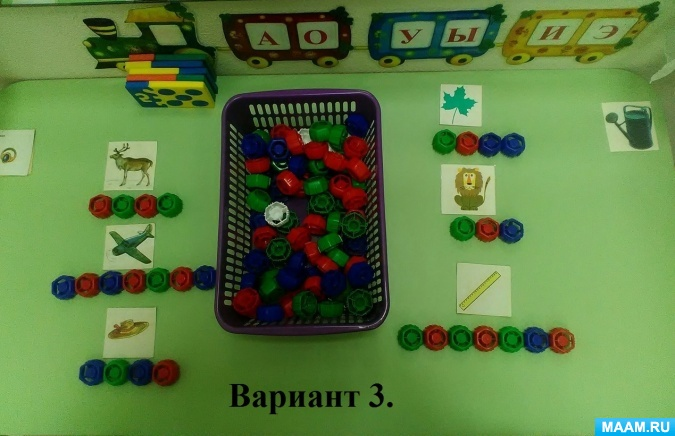 А О У Ы И Э
Вариант 3.
MAAM.RU